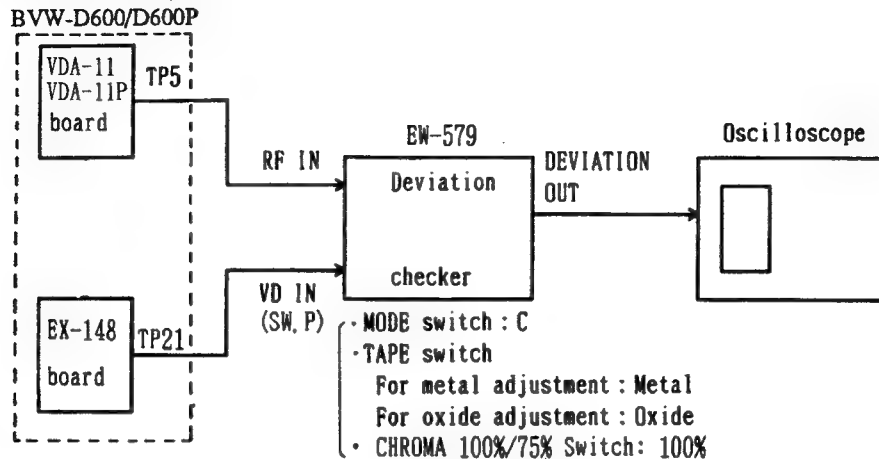 BVW-D600/D600P
VDA-11
VDA-11P
board
TP5
EW-579
Oscilloscope
RF IN
Deviation
DEVIATION
OUT
checker
VD IN
(SW. P)
EX-148
board
TP21
· MODE switch : C
· TAPE switch
For metal adjustment : Metal
For oxide adjustment : Oxide
· CHROMA 100%/75% Switch: 100%